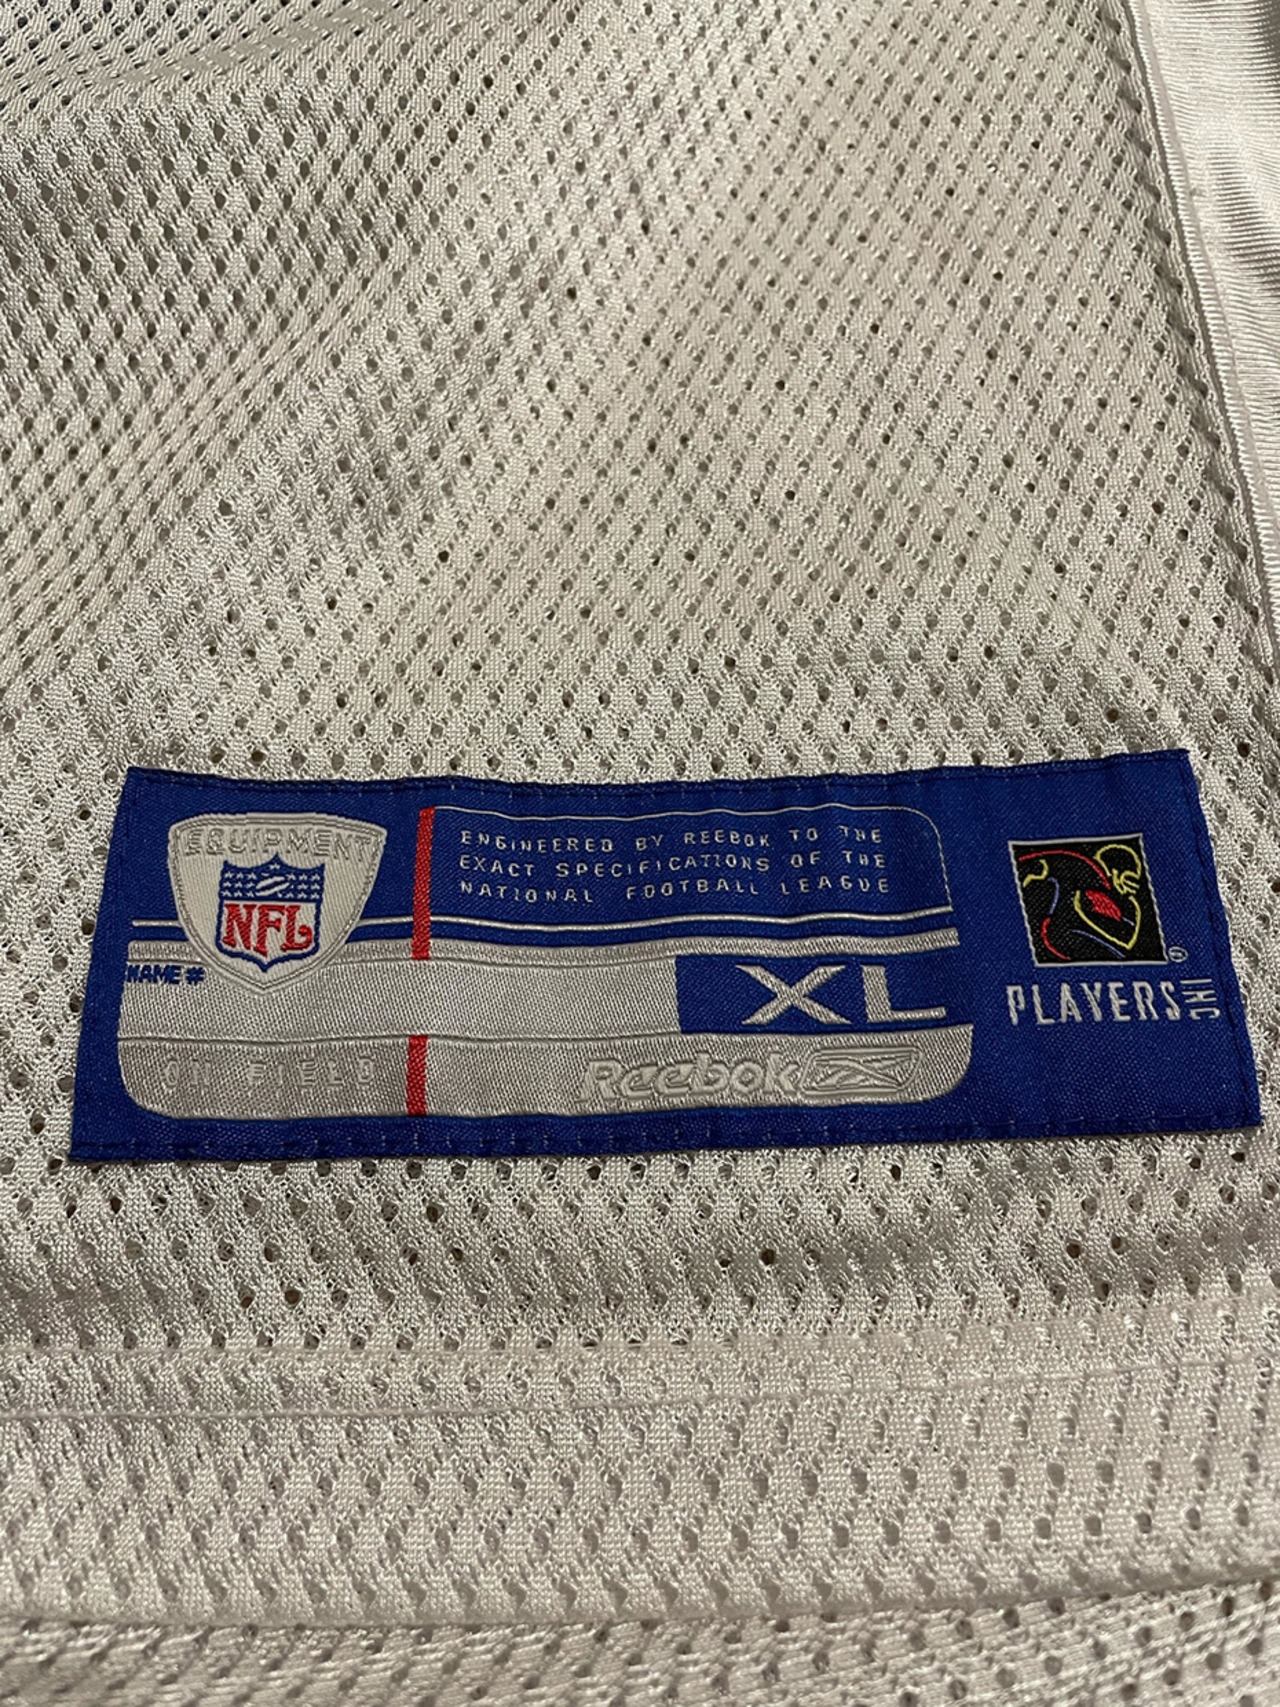 EQUIPMENT
NFL
ENGINEERED BY REEBOK TO THE
EXACT SPECIFICATIONS OF THE
NATIONAL FOOTBALL LEAGUE
NAME #
XL
ON FIELD
Reebok
PLAYERS INC
®